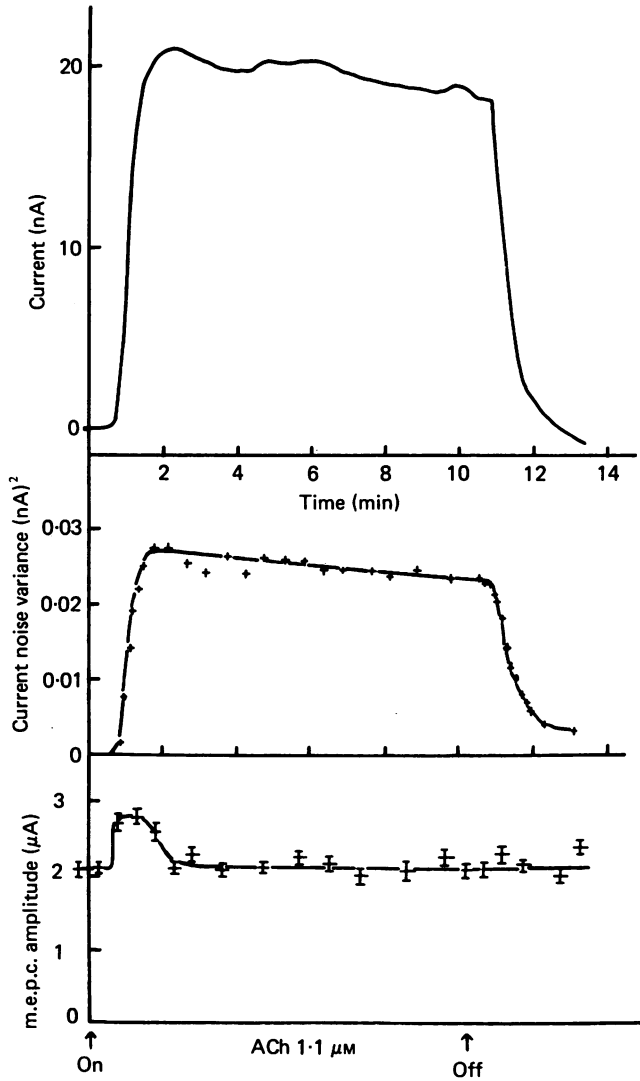 Current (nA)
20
10
0
2 4 6 8 10 12 14
Time (min)
Current noise variance (nA)²
0·03
0·02
0·01
0
m.e.p.c. amplitude (μA)
3
2
1
0
↑ ACh 1·1 μM ↑
On Off